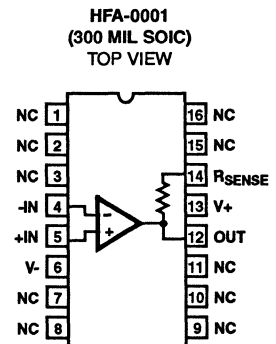 HFA-0001
(300 MIL SOIC)
TOP VIEW
NC 1 16 NC
NC 2 15 NC
NC 3 14 RSENSE
-IN 4 - 13 V+
+IN 5 + 12 OUT
V- 6 11 NC
NC 7 10 NC
NC 8 9 NC